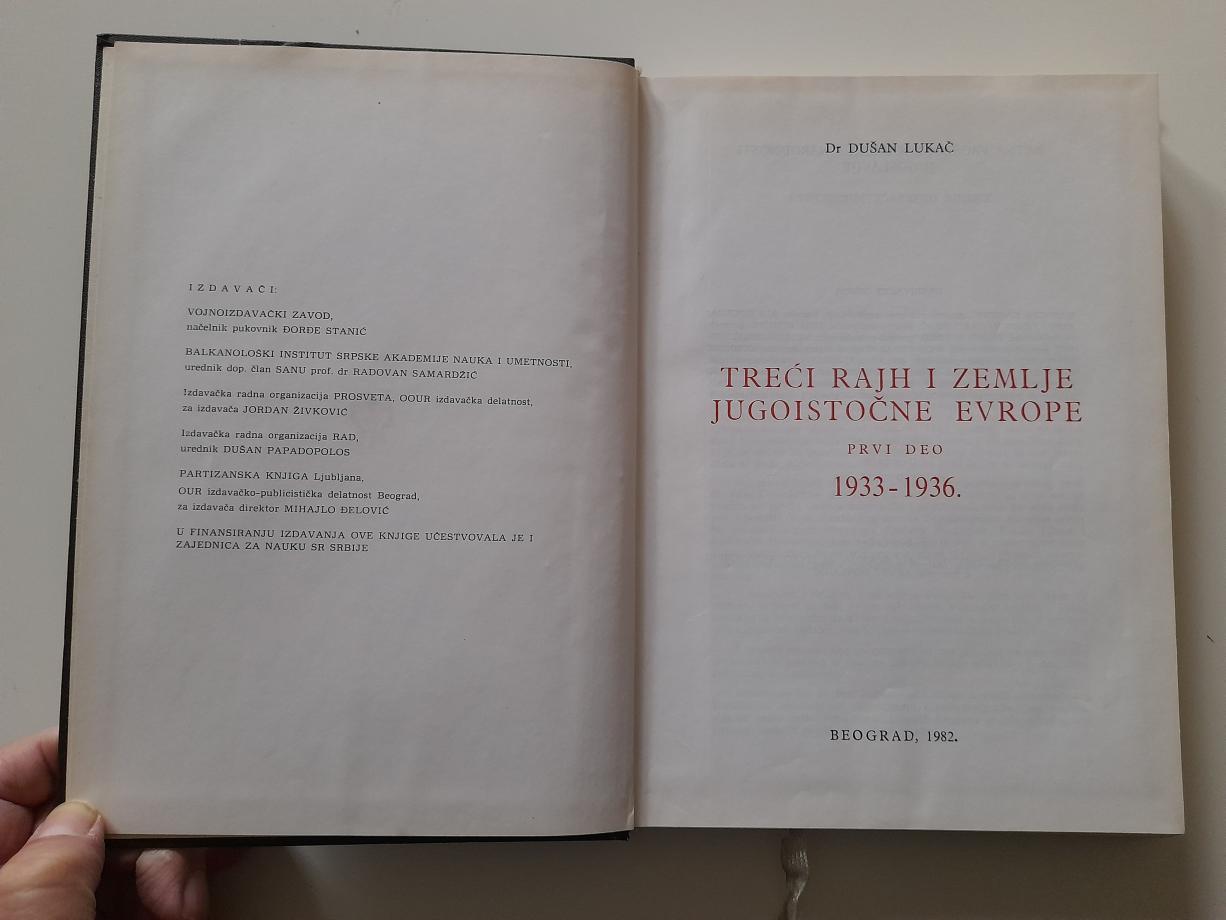 I Z D A V A Č I:
VOJNOIZDAVAČKI ZAVOD,
načelnik pukovnik ĐORĐE STANIĆ
BALKANOLOŠKI INSTITUT SRPSKE AKADEMIJE NAUKA I UMETNOSTI,
urednik dop. član SANU prof. dr RADOVAN SAMARDŽIĆ
Izdavačka radna organizacija PROSVETA, OOUR izdavačka delatnost,
za izdavača JORDAN ŽIVKOVIĆ
Izdavačka radna organizacija RAD,
urednik DUŠAN PAPADOPOLOS
PARTIZANSKA KNJIGA Ljubljana,
OUR izdavačko-publicistička delatnost Beograd,
za izdavača direktor MIHAJLO ĐELOVIĆ
U FINANSIRANJU IZDAVANJA OVE KNJIGE UČESTVOVALA JE I
ZAJEDNICA ZA NAUKU SR SRBIJE
Dr DUŠAN LUKAČ
TREĆI RAJH I ZEMLJE
JUGOISTOČNE EVROPE
PRVI DEO
1933-1936.
BEOGRAD, 1982.